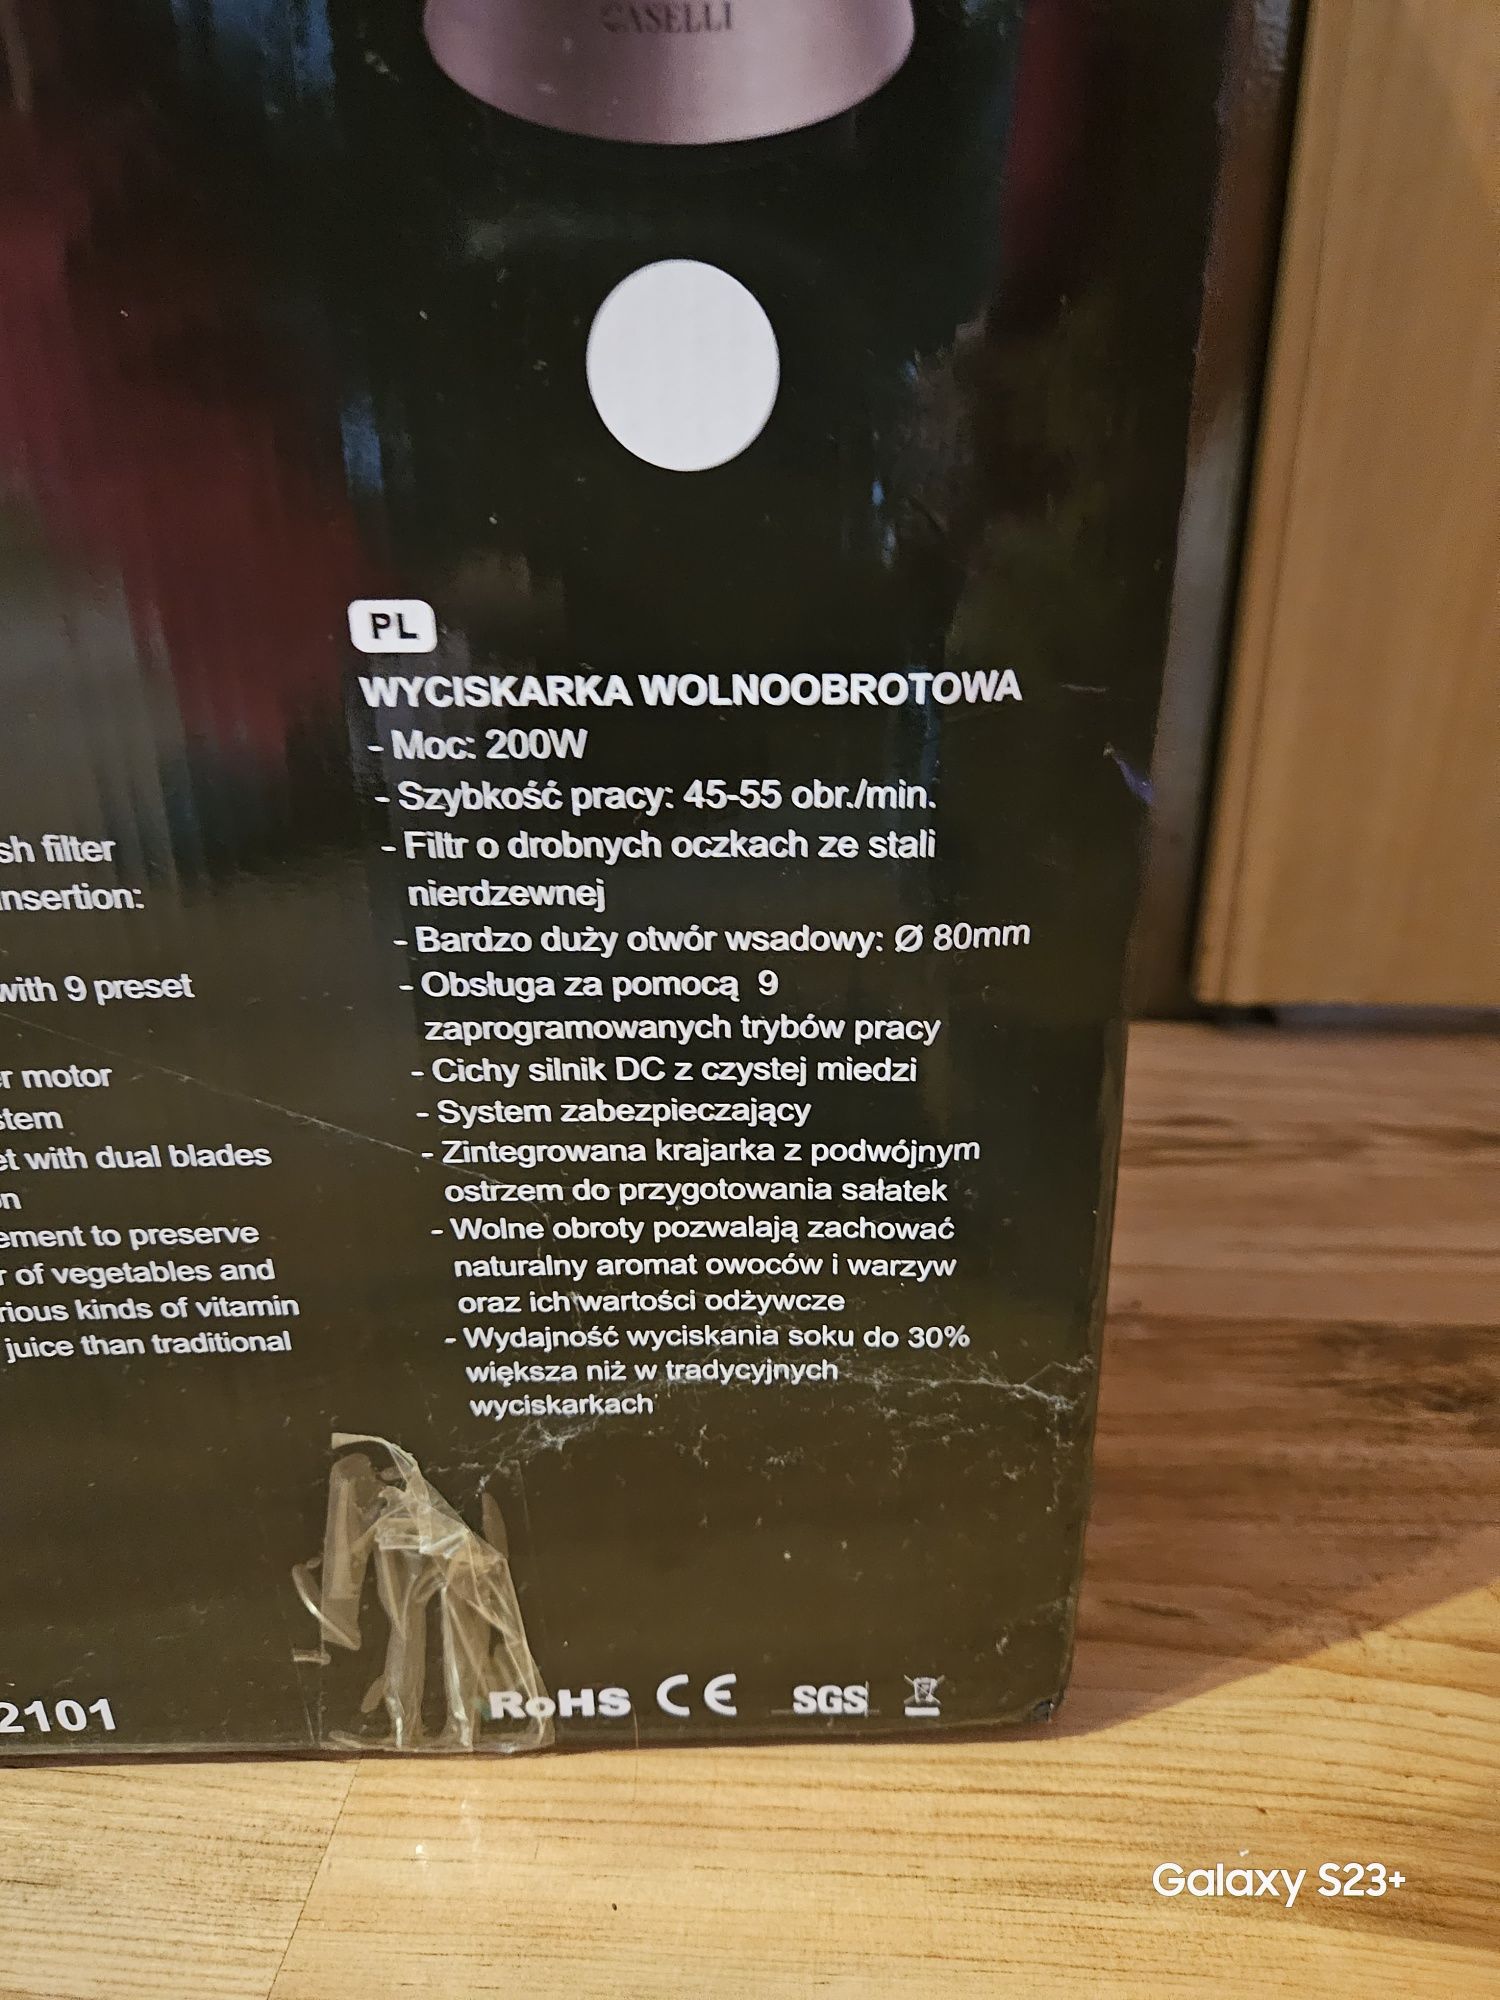 CASELLI
PL
WYCISKARKA WOLNOOBROTOWA
- Moc: 200W
- Szybkość pracy: 45-55 obr./min.
- Filtr o drobnych oczkach ze stali
nierdzewnej
- Bardzo duży otwór wsadowy: Ø 80mm
- Obsługa za pomocą 9
zaprogramowanych trybów pracy
- Cichy silnik DC z czystej miedzi
- System zabezpieczający
- Zintegrowana krajarka z podwójnym
ostrzem do przygotowania sałatek
- Wolne obroty pozwalają zachować
naturalny aromat owoców i warzyw
oraz ich wartości odżywcze
- Wydajność wyciskania soku do 30%
większa niż w tradycyjnych
wyciskarkach
sh filter
nsertion:
with 9 preset
r motor
stem
et with dual blades
on
ement to preserve
r of vegetables and
rious kinds of vitamin
juice than traditional
2101
RoHS CE SGS
Galaxy S23+